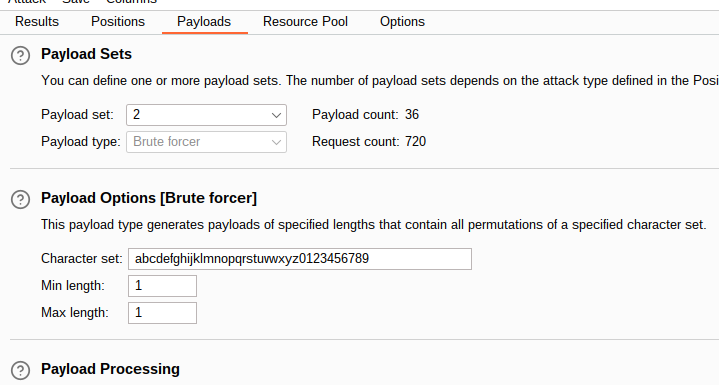 Attack Save Columns
Results Positions Payloads Resource Pool Options
Payload Sets
You can define one or more payload sets. The number of payload sets depends on the attack type defined in the Posi
Payload set: 2 Payload count: 36
Payload type: Brute forcer Request count: 720
Payload Options [Brute forcer]
This payload type generates payloads of specified lengths that contain all permutations of a specified character set.
Character set: abcdefghijklmnopqrstuvwxyz0123456789
Min length: 1
Max length: 1
Payload Processing